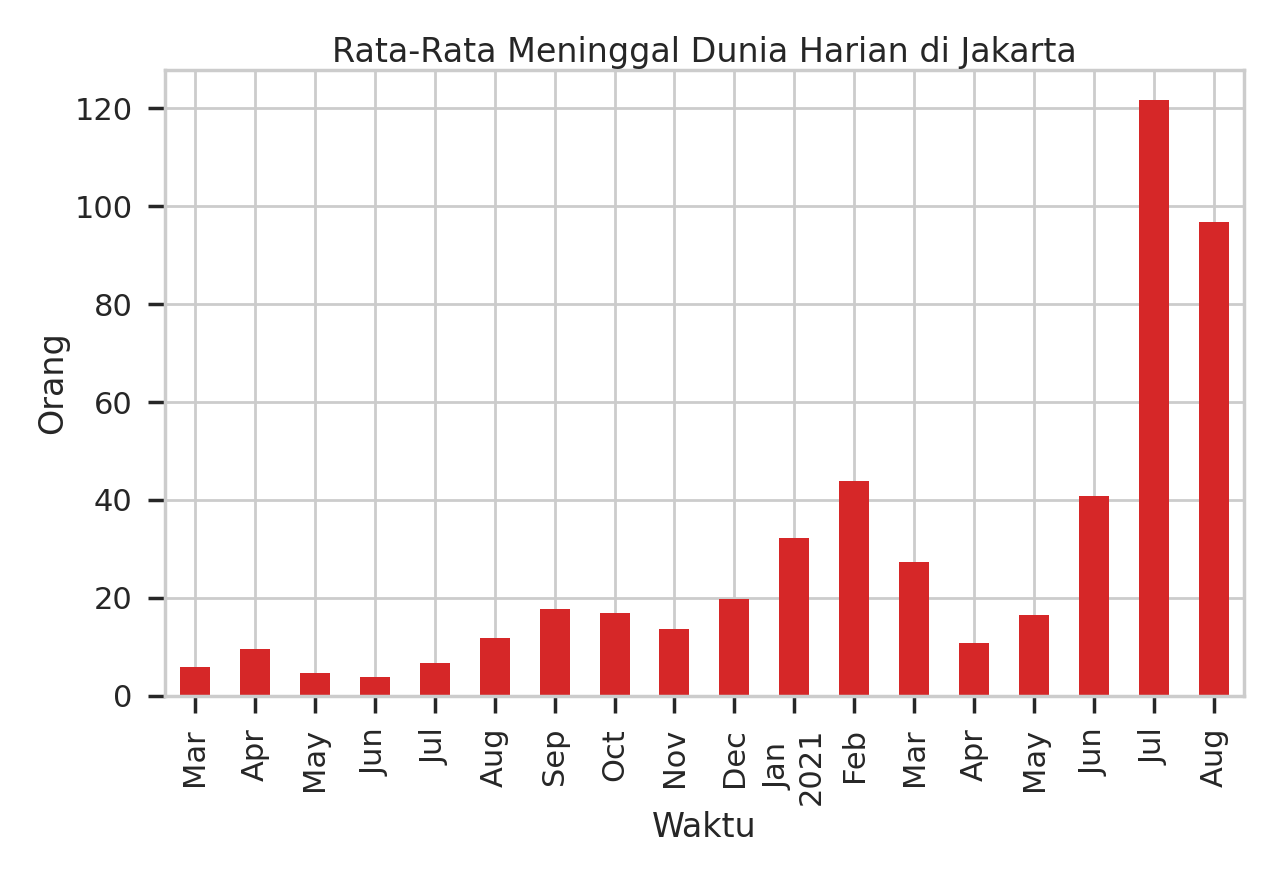 Rata-Rata Meninggal Dunia Harian di Jakarta
120
100
80
60
40
20
0
Orang
Mar
Apr
May
Jun
Jul
Aug
Sep
Oct
Nov
Dec
Jan
2021
Feb
Mar
Apr
May
Jun
Jul
Aug
Waktu